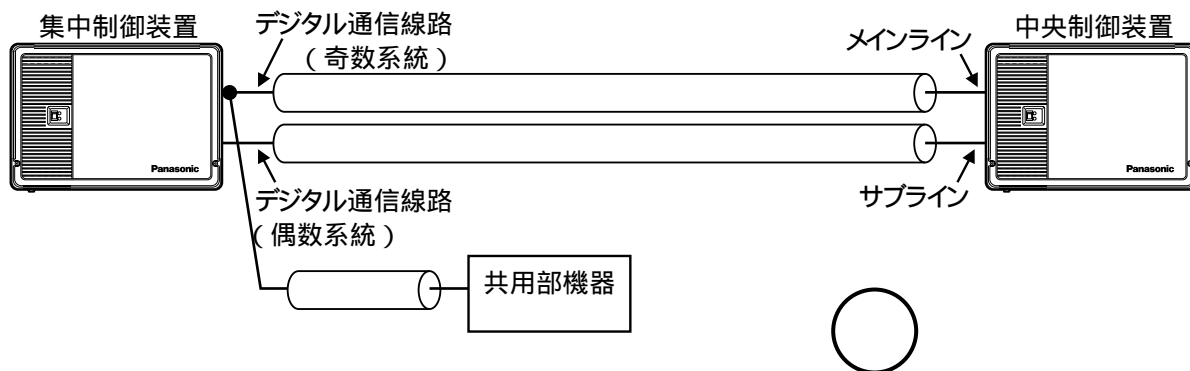 集中制御装置
デジタル通信線路
(奇数系統)
メインライン
中央制御装置
Panasonic
Panasonic
デジタル通信線路
(偶数系統)
サブライン
共用部機器